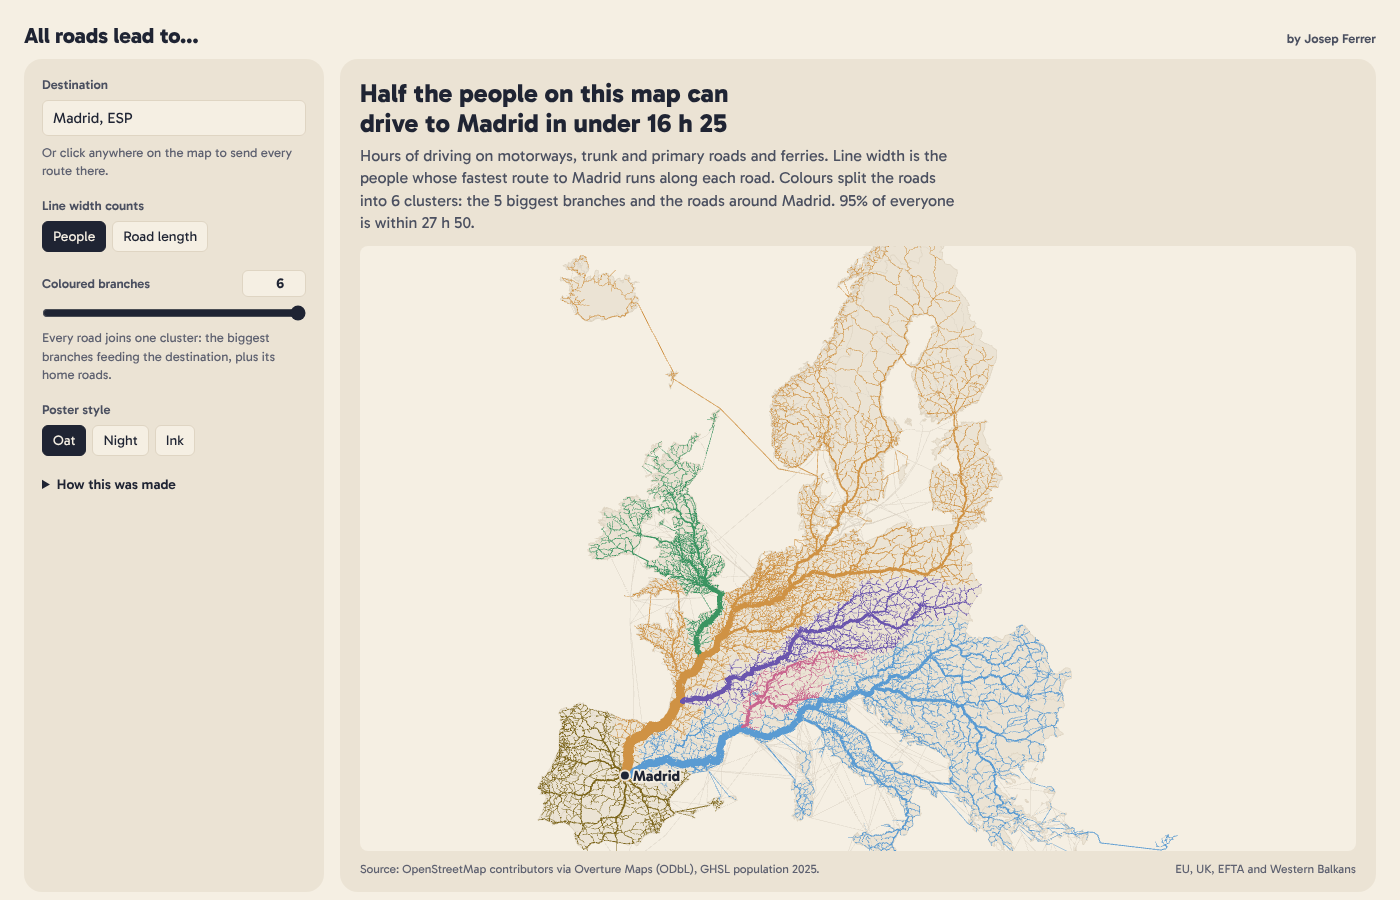 All roads lead to...
by Josep Ferrer
Destination
Madrid, ESP
Or click anywhere on the map to send every
route there.
Line width counts
People
Road length
Coloured branches
6
Every road joins one cluster: the biggest
branches feeding the destination, plus its
home roads.
Poster style
Oat
Night
Ink
How this was made
Half the people on this map can
drive to Madrid in under 16 h 25
Hours of driving on motorways, trunk and primary roads and ferries. Line width is the
people whose fastest route to Madrid runs along each road. Colours split the roads
into 6 clusters: the 5 biggest branches and the roads around Madrid. 95% of everyone
is within 27 h 50.
Madrid
Source: OpenStreetMap contributors via Overture Maps (ODbL), GHSL population 2025.
EU, UK, EFTA and Western Balkans